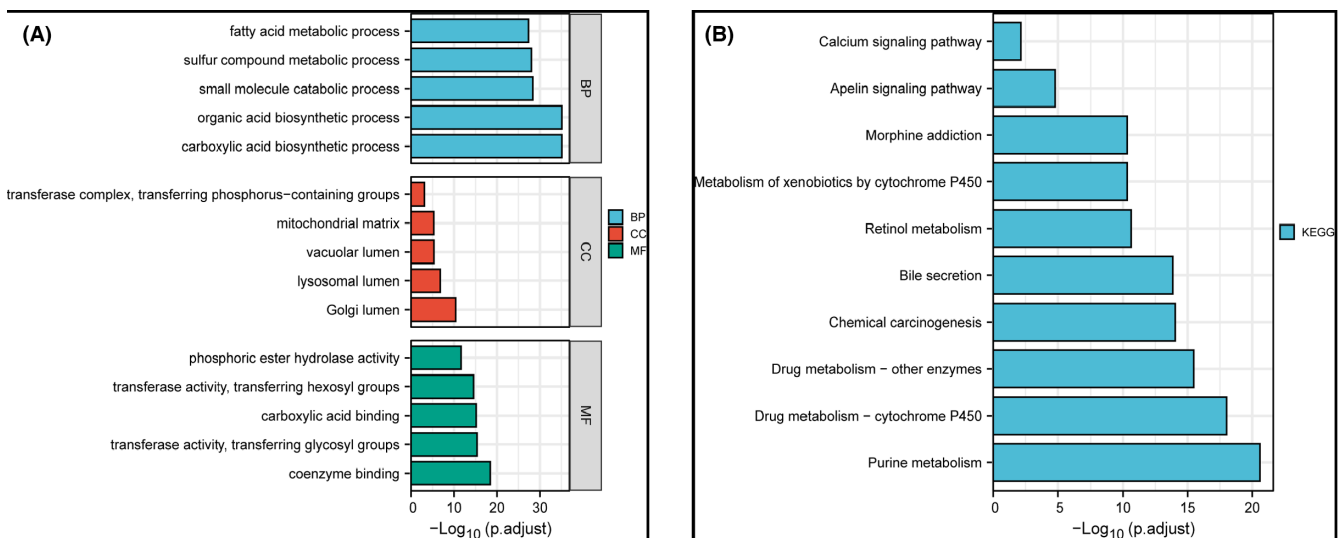 (A)
fatty acid metabolic process
sulfur compound metabolic process
small molecule catabolic process
organic acid biosynthetic process
carboxylic acid biosynthetic process
BP
transferase complex, transferring phosphorus−containing groups
mitochondrial matrix
vacuolar lumen
lysosomal lumen
Golgi lumen
CC
phosphoric ester hydrolase activity
transferase activity, transferring hexosyl groups
carboxylic acid binding
transferase activity, transferring glycosyl groups
coenzyme binding
MF
0 10 20 30
−Log10 (p.adjust)
BP
CC
MF
(B)
Calcium signaling pathway
Apelin signaling pathway
Morphine addiction
Metabolism of xenobiotics by cytochrome P450
Retinol metabolism
Bile secretion
Chemical carcinogenesis
Drug metabolism − other enzymes
Drug metabolism − cytochrome P450
Purine metabolism
0 5 10 15 20
−Log10 (p.adjust)
KEGG